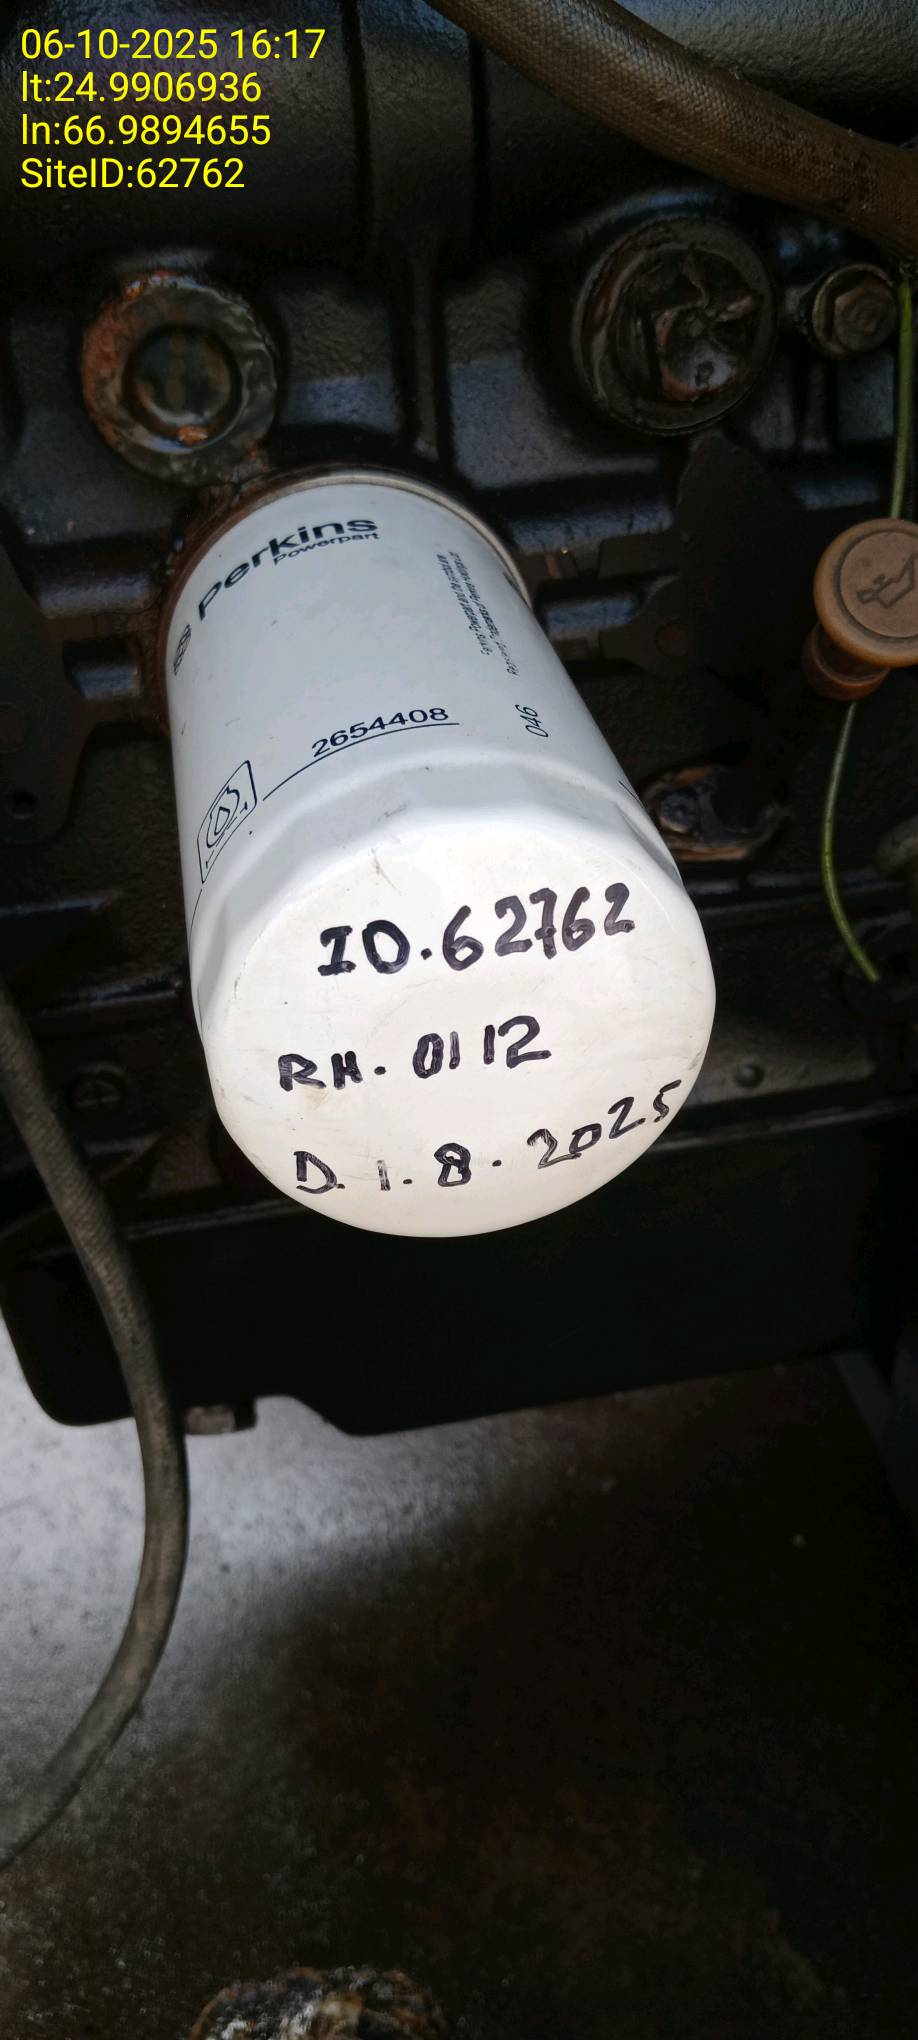 06-10-2025 16:17
lt:24.9906936
ln:66.9894655
SiteID:62762
perkins
Powerpart
2654408
046
ID.62762
RH. 0112
D. 1. 8. 2025